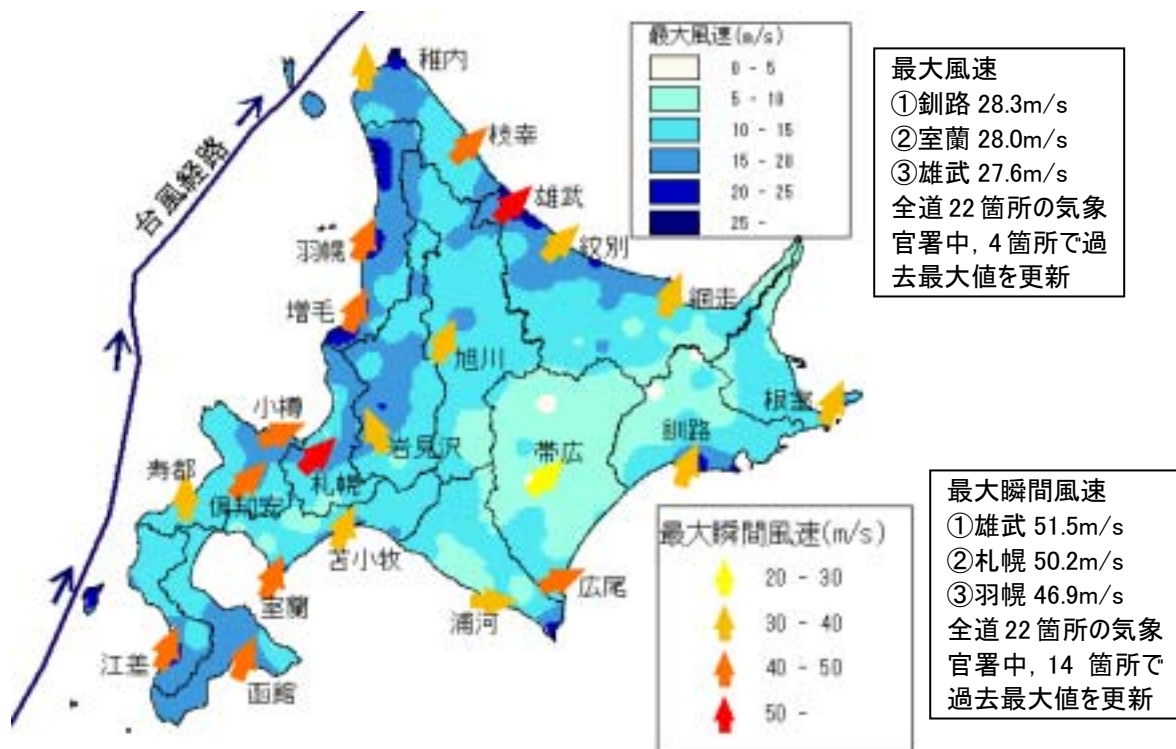 最大風速(m/s)
0 - 5
5 - 10
10 - 15
15 - 20
20 - 25
25 -
最大風速
①釧路 28.3m/s
②室蘭 28.0m/s
③雄武 27.6m/s
全道 22 箇所の気象
官署中, 4 箇所で過
去最大値を更新
台風経路
稚内
枝幸
雄武
紋別
網走
羽幌
増毛
旭川
根室
釧路
小樽
岩見沢
帯広
寿都
倶知安
札幌
苫小牧
室蘭
浦河
広尾
江差
函館
最大瞬間風速(m/s)
20 - 30
30 - 40
40 - 50
50 -
最大瞬間風速
①雄武 51.5m/s
②札幌 50.2m/s
③羽幌 46.9m/s
全道 22 箇所の気象
官署中, 14 箇所で
過去最大値を更新